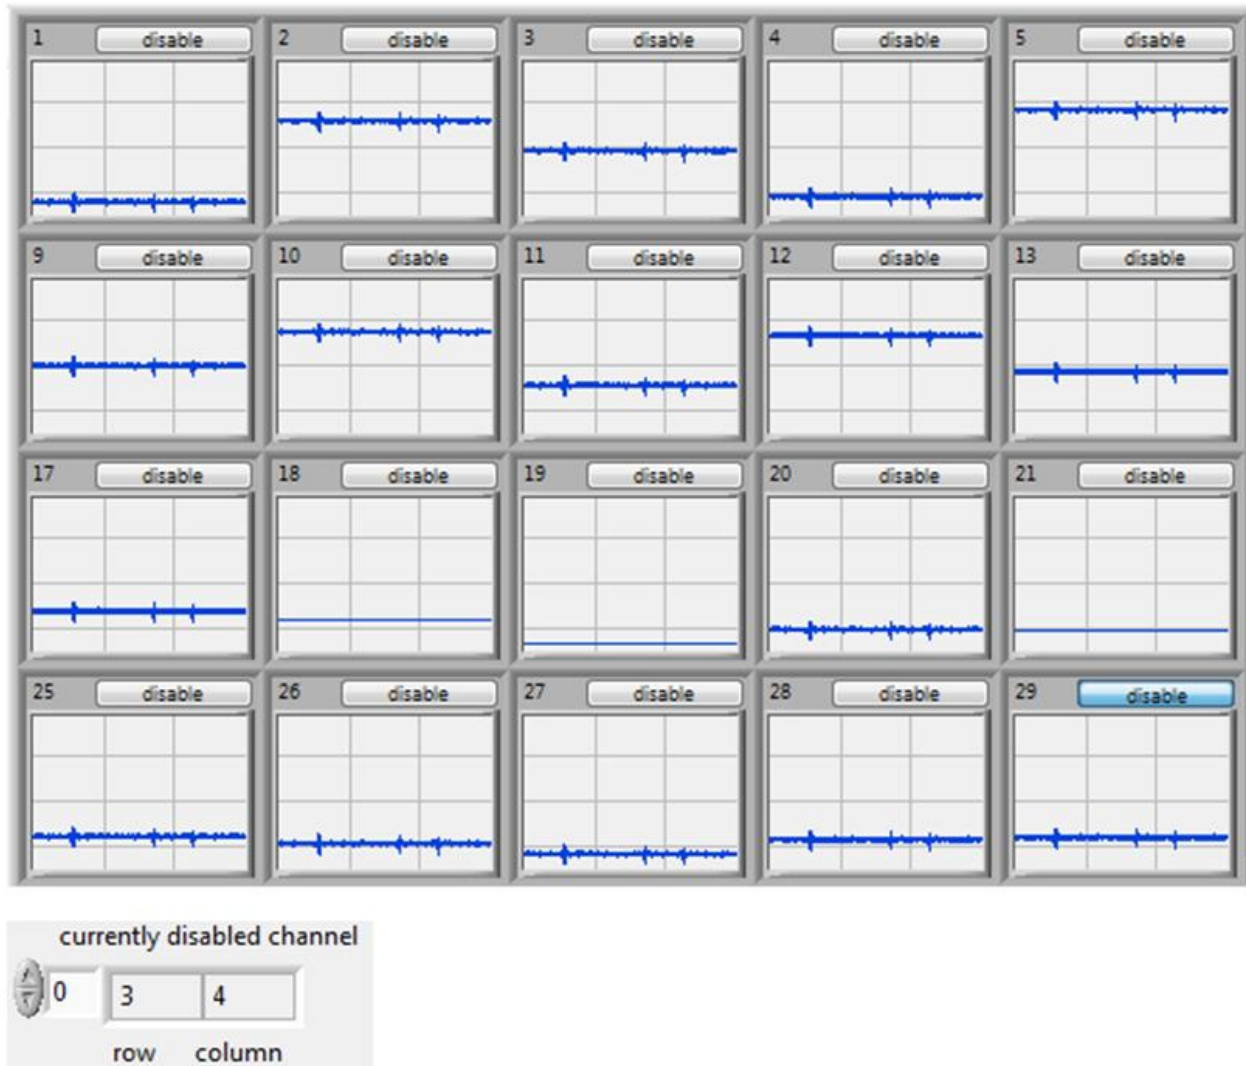 1 disable 2 disable 3 disable 4 disable 5 disable
9 disable 10 disable 11 disable 12 disable 13 disable
17 disable 18 disable 19 disable 20 disable 21 disable
25 disable 26 disable 27 disable 28 disable 29 disable
currently disabled channel
0 3 4
row column